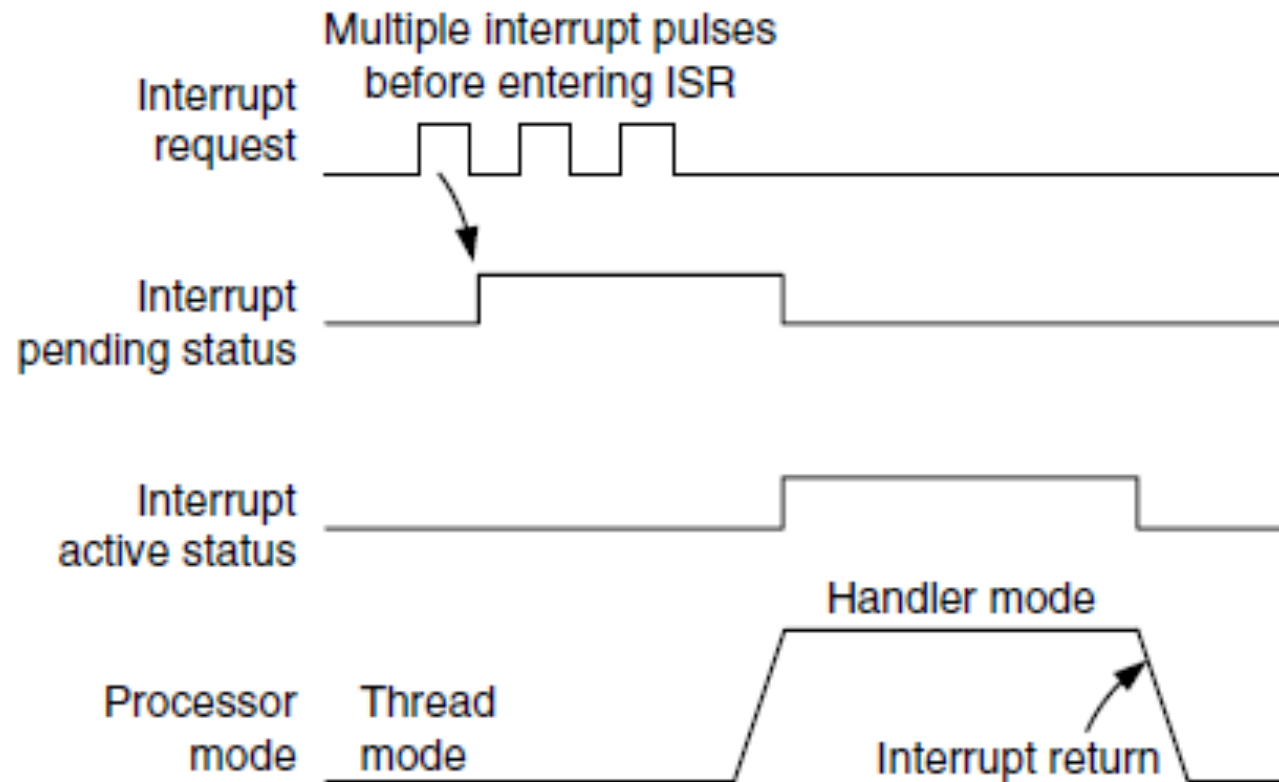 Multiple interrupt pulses
before entering ISR
Interrupt
request
Interrupt
pending status
Interrupt
active status
Handler mode
Processor
mode
Thread
mode
Interrupt return